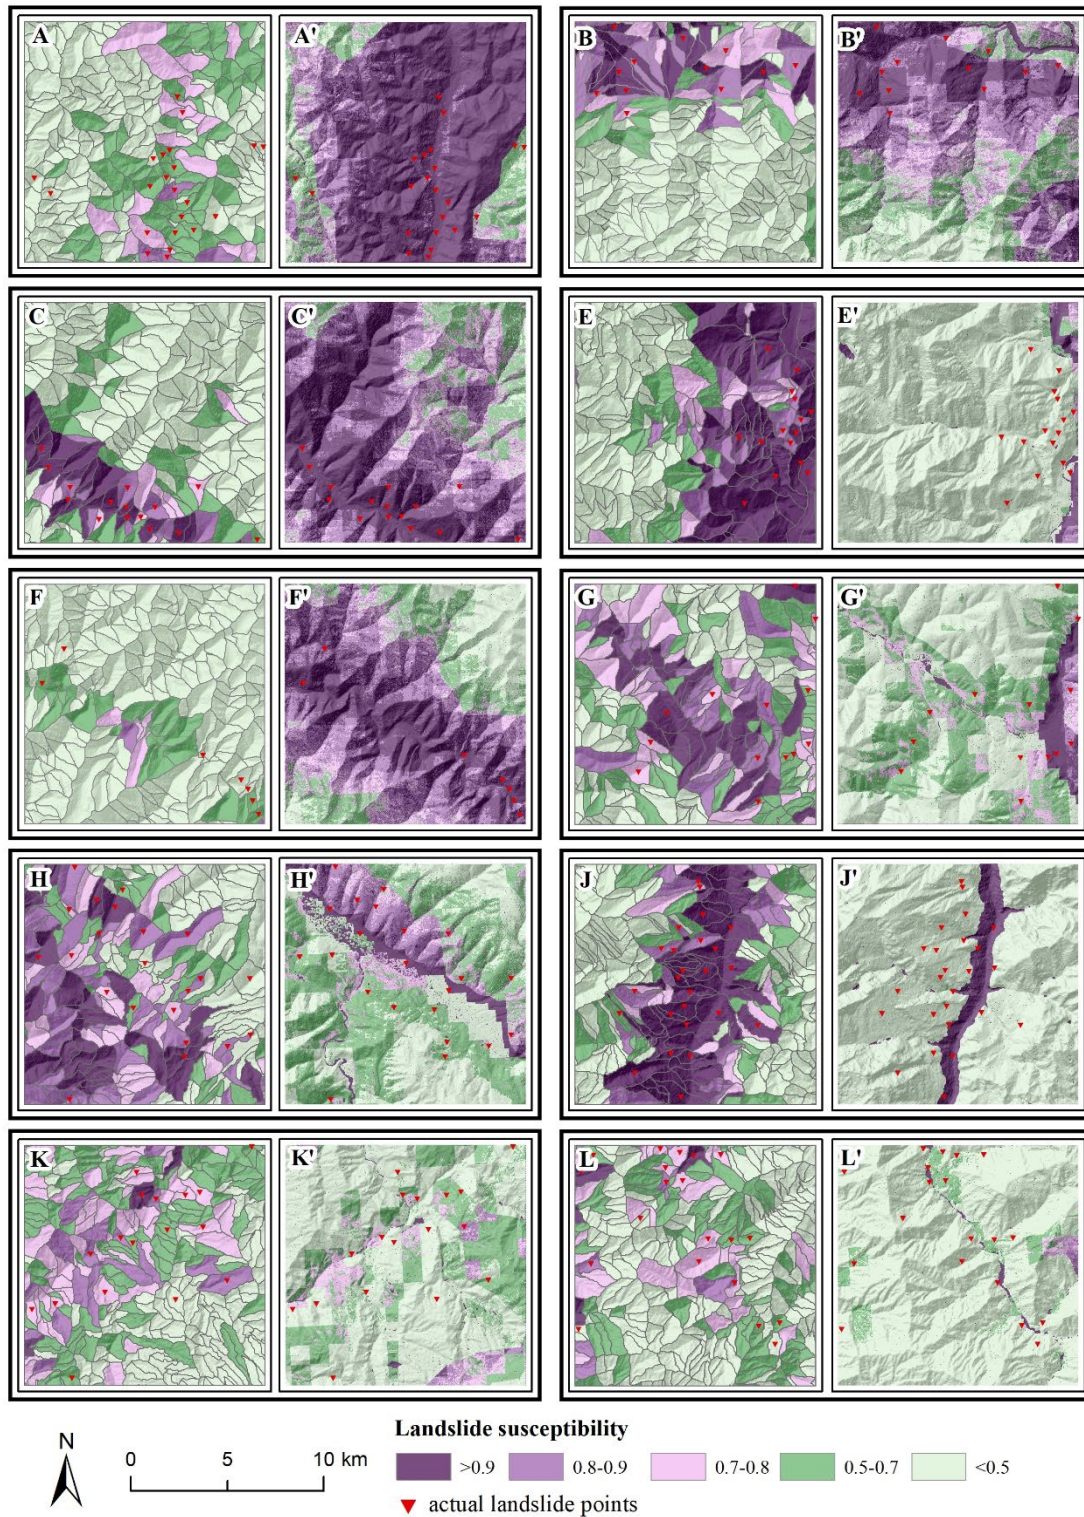 A A' B B'
C C' E E'
F F' G G'
H H' J J'
K K' L L'
N
0 5 10 km
Landslide susceptibility
>0.9 0.8-0.9 0.7-0.8 0.5-0.7 <0.5
actual landslide points